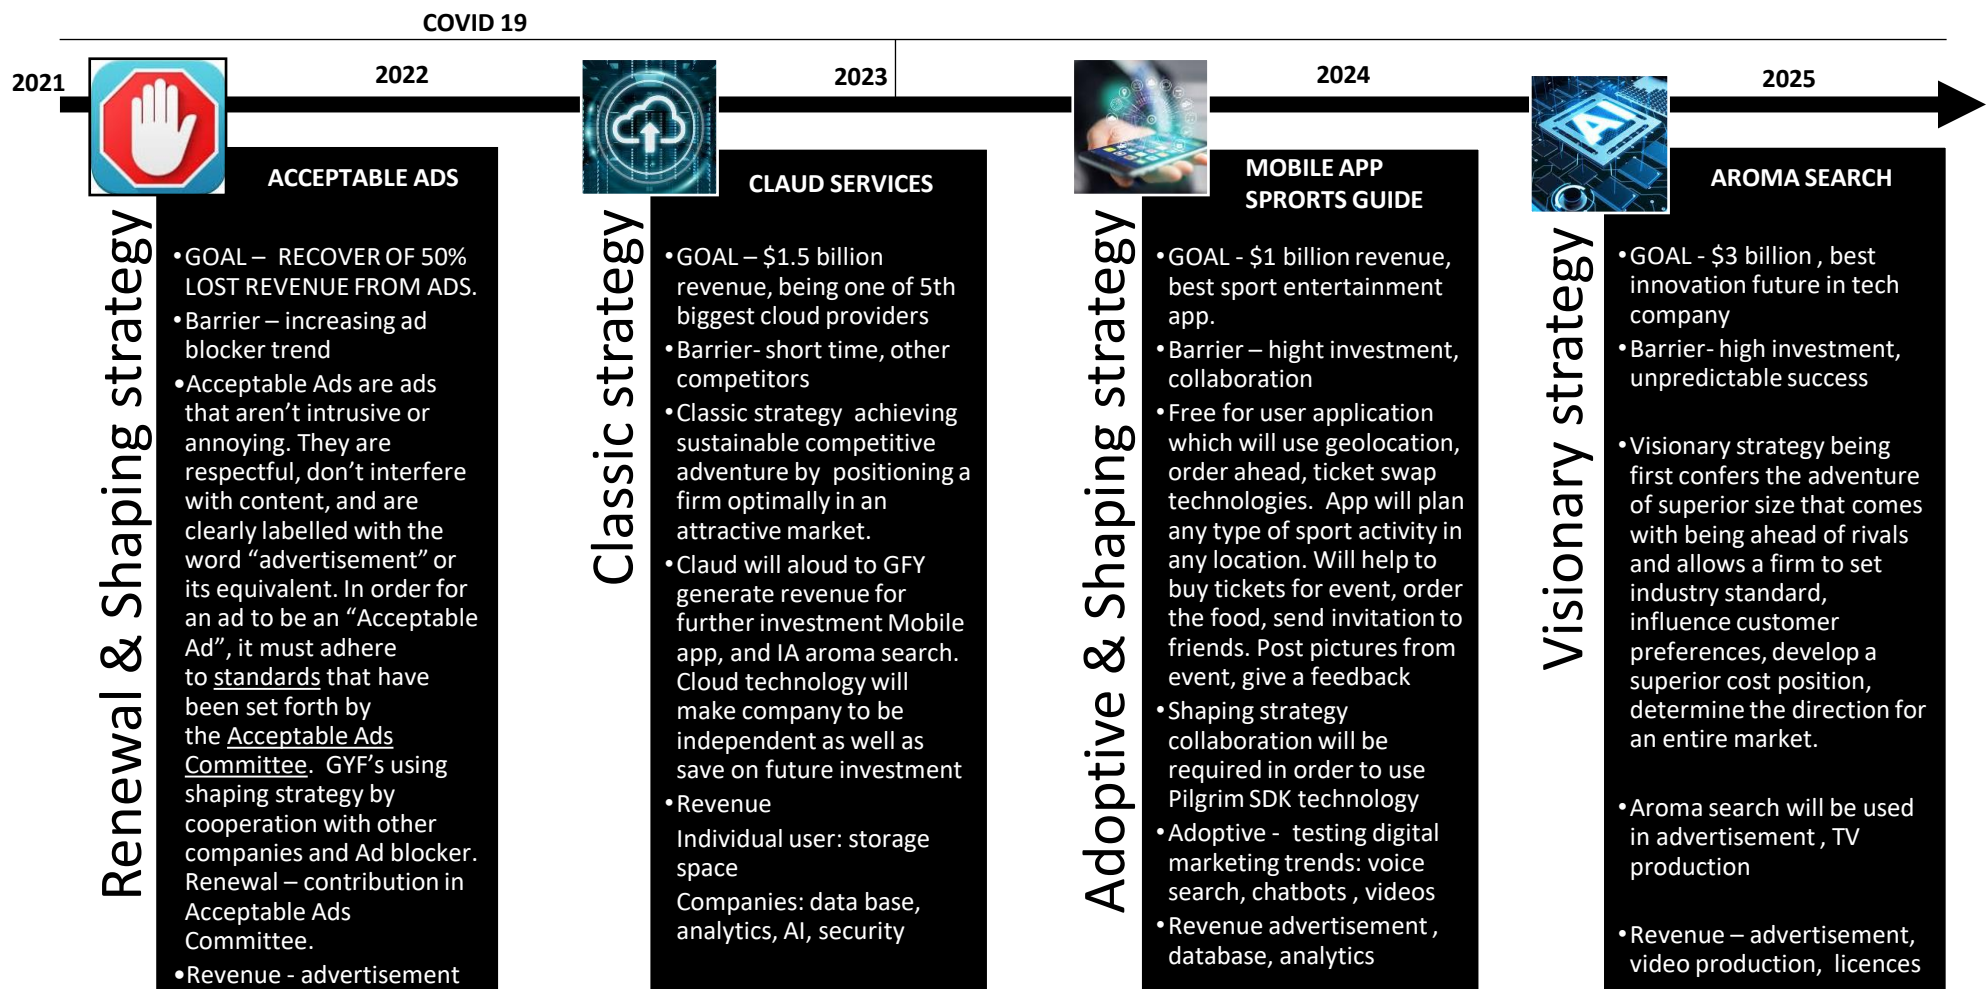 COVID 19
2021
2022
2023
2024
2025
Renewal & Shaping strategy
ACCEPTABLE ADS
•GOAL – RECOVER OF 50%
LOST REVENUE FROM ADS.
•Barrier – increasing ad
blocker trend
•Acceptable Ads are ads
that aren’t intrusive or
annoying. They are
respectful, don’t interfere
with content, and are
clearly labelled with the
word “advertisement” or
its equivalent. In order for
an ad to be an “Acceptable
Ad”, it must adhere
to standards that have
been set forth by
the Acceptable Ads
Committee. GYF’s using
shaping strategy by
cooperation with other
companies and Ad blocker.
Renewal – contribution in
Acceptable Ads
Committee.
•Revenue - advertisement
Classic strategy
CLAUD SERVICES
•GOAL – $1.5 billion
revenue, being one of 5th
biggest cloud providers
•Barrier- short time, other
competitors
•Classic strategy achieving
sustainable competitive
adventure by positioning a
firm optimally in an
attractive market.
•Claud will aloud to GFY
generate revenue for
further investment Mobile
app, and IA aroma search.
Cloud technology will
make company to be
independent as well as
save on future investment
•Revenue
Individual user: storage
space
Companies: data base,
analytics, AI, security
Adoptive & Shaping strategy
MOBILE APP
SPRORTS GUIDE
•GOAL - $1 billion revenue,
best sport entertainment
app.
•Barrier – hight investment,
collaboration
•Free for user application
which will use geolocation,
order ahead, ticket swap
technologies. App will plan
any type of sport activity in
any location. Will help to
buy tickets for event, order
the food, send invitation to
friends. Post pictures from
event, give a feedback
•Shaping strategy
collaboration will be
required in order to use
Pilgrim SDK technology
•Adoptive - testing digital
marketing trends: voice
search, chatbots , videos
•Revenue advertisement ,
database, analytics
Visionary strategy
AI
AROMA SEARCH
•GOAL - $3 billion , best
innovation future in tech
company
•Barrier- high investment,
unpredictable success
•Visionary strategy being
first confers the adventure
of superior size that comes
with being ahead of rivals
and allows a firm to set
industry standard,
influence customer
preferences, develop a
superior cost position,
determine the direction for
an entire market.
•Aroma search will be used
in advertisement , TV
production
•Revenue – advertisement,
video production, licences